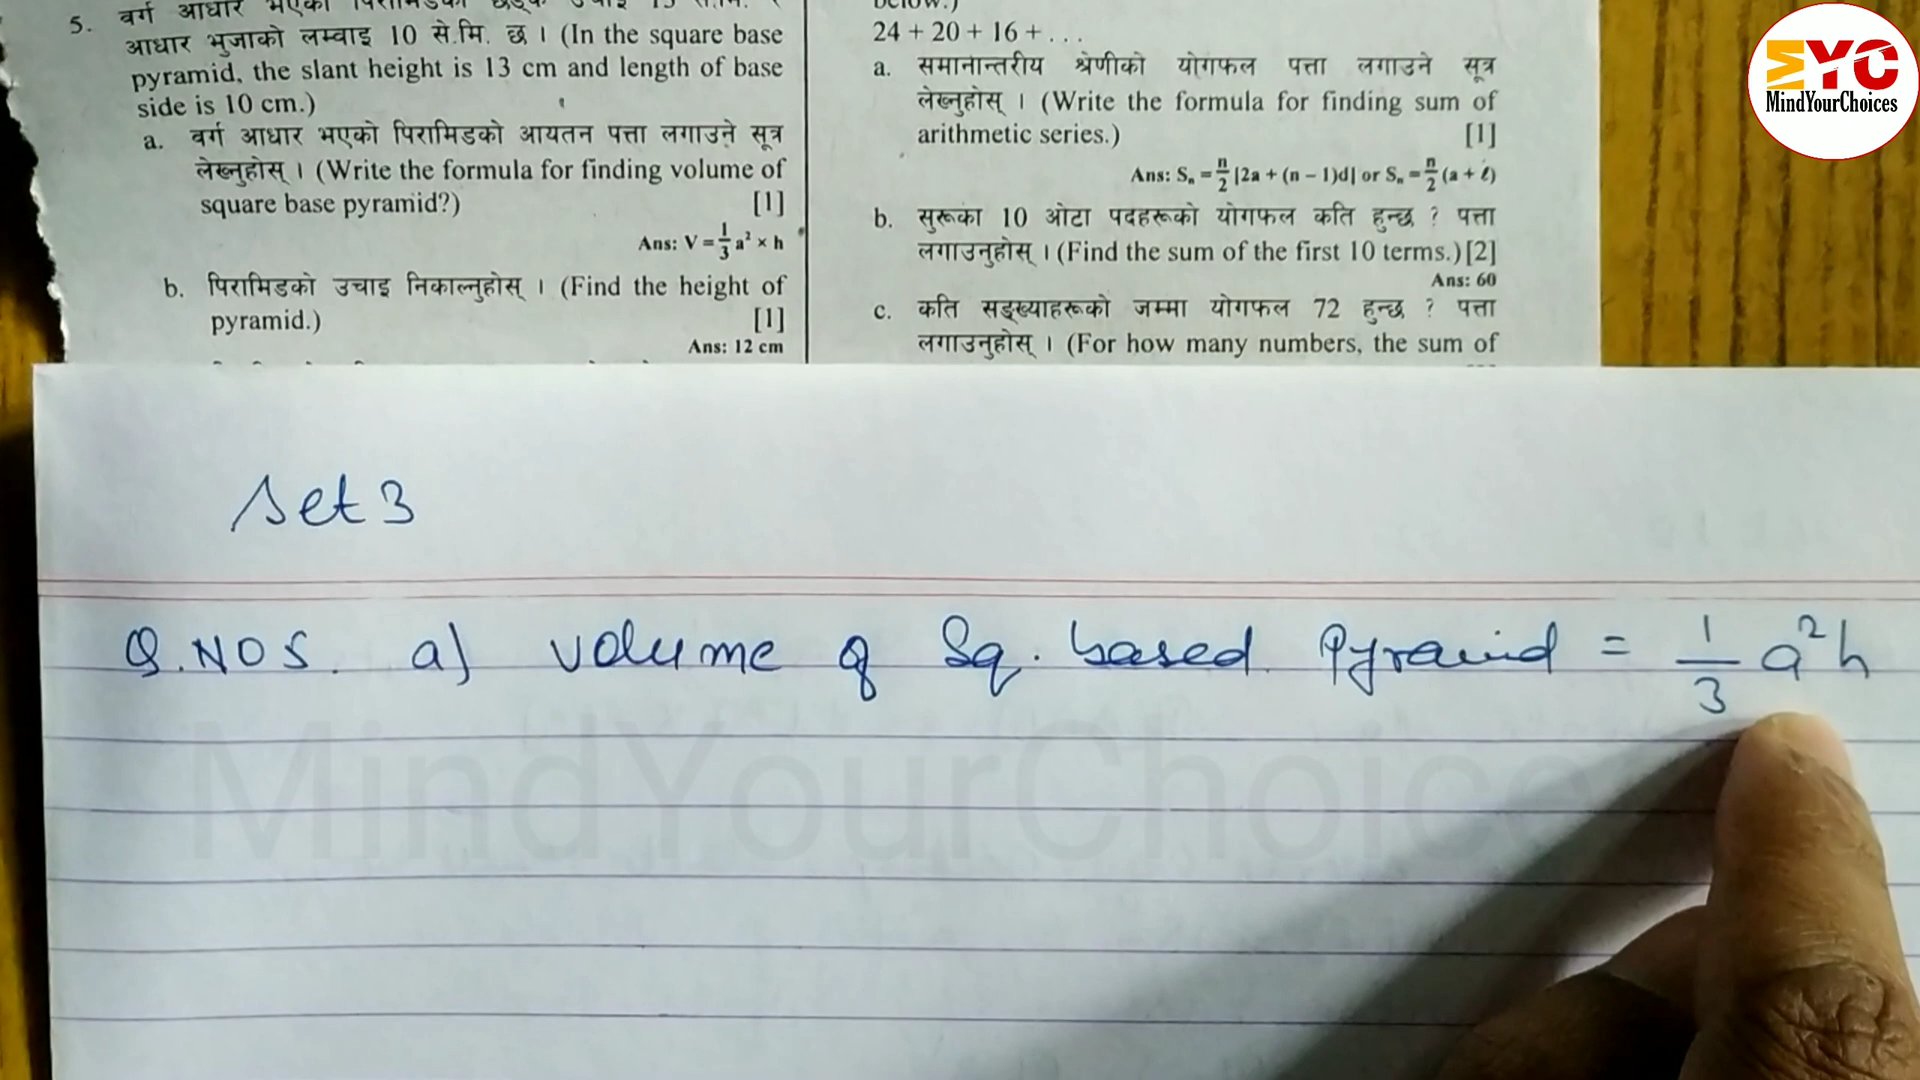 5. वर्ग आधार भएको पिरामिडको छड्के उचाइ 13 से.मि. र
आधार भुजाको लम्वाइ 10 से.मि. छ । (In the square base
pyramid, the slant height is 13 cm and length of base
side is 10 cm.)
a. वर्ग आधार भएको पिरामिडको आयतन पत्ता लगाउने सूत्र
लेख्नुहोस् । (Write the formula for finding volume of
square base pyramid?) [1]
Ans: V = 1/3 a² × h
b. पिरामिडको उचाइ निकाल्नुहोस् । (Find the height of
pyramid.) [1]
Ans: 12 cm
below.)
24 + 20 + 16 + . . .
a. समानान्तरीय श्रेणीको योगफल पत्ता लगाउने सूत्र
लेख्नुहोस् । (Write the formula for finding sum of
arithmetic series.) [1]
Ans: Sₙ = n/2 [2a + (n − 1)d] or Sₙ = n/2 (a + ℓ)
b. सुरूका 10 ओटा पदहरूको योगफल कति हुन्छ ? पत्ता
लगाउनुहोस् । (Find the sum of the first 10 terms.) [2]
Ans: 60
c. कति सङ्ख्याहरूको जम्मा योगफल 72 हुन्छ ? पत्ता
लगाउनुहोस् । (For how many numbers, the sum of
MYC
MindYourChoices
Set 3
Q.NO 5. a) Volume of Sq. based Pyramid = 1/3 a²h
MindYourChoices